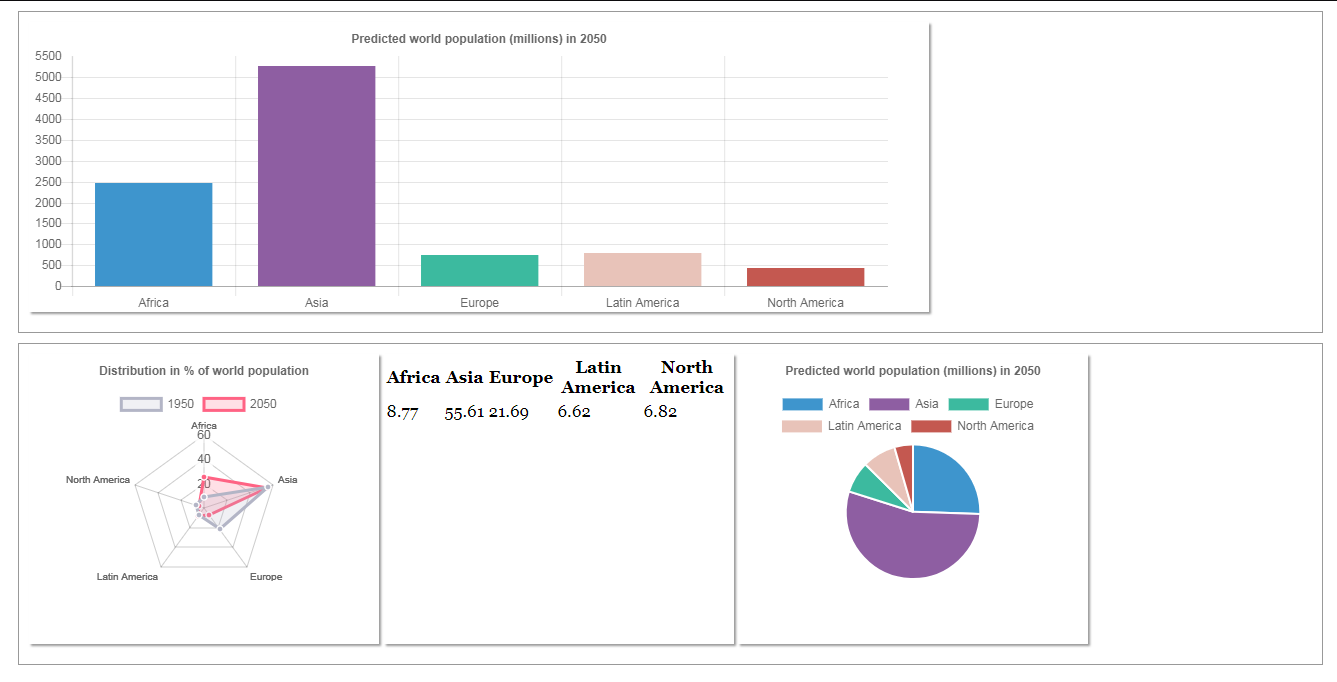 Predicted world population (millions) in 2050
5500
5000
4500
4000
3500
3000
2500
2000
1500
1000
500
0
Africa Asia Europe Latin America North America
Distribution in % of world population
1950 2050
Africa
60
40
20
North America Asia
Latin America Europe
Africa Asia Europe Latin America North America
8.77 55.61 21.69 6.62 6.82
Predicted world population (millions) in 2050
Africa Asia Europe
Latin America North America